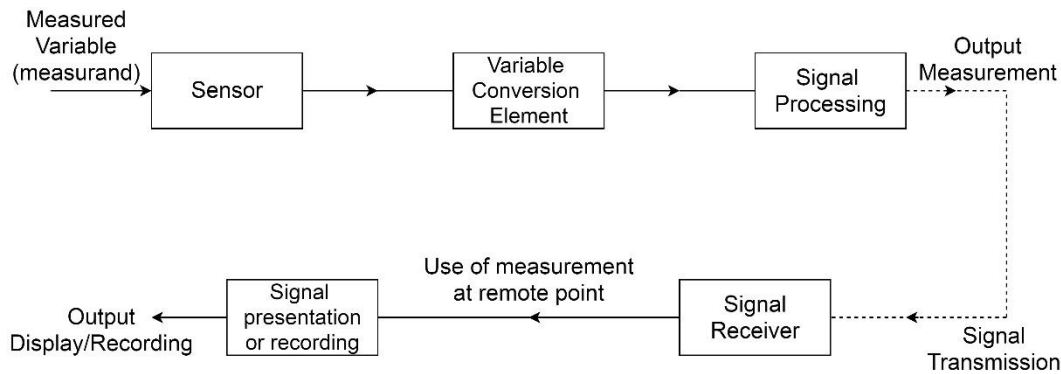 Measured
Variable
(measurand)
Sensor
Variable
Conversion
Element
Signal
Processing
Output
Measurement
Output
Display/Recording
Signal
presentation
or recording
Use of measurement
at remote point
Signal
Receiver
Signal
Transmission